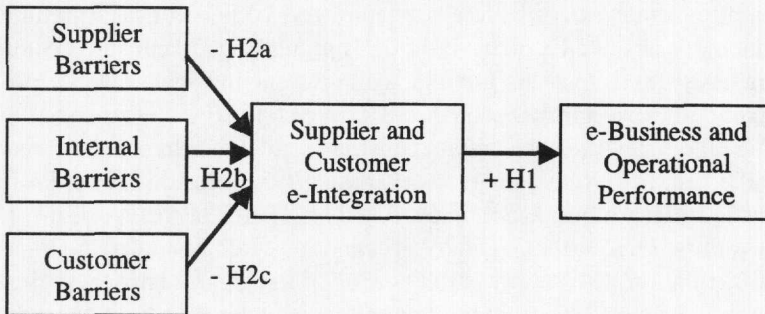 Supplier
Barriers
- H2a
Internal
Barriers
- H2b
Customer
Barriers
- H2c
Supplier and
Customer
e-Integration
+ H1
e-Business and
Operational
Performance